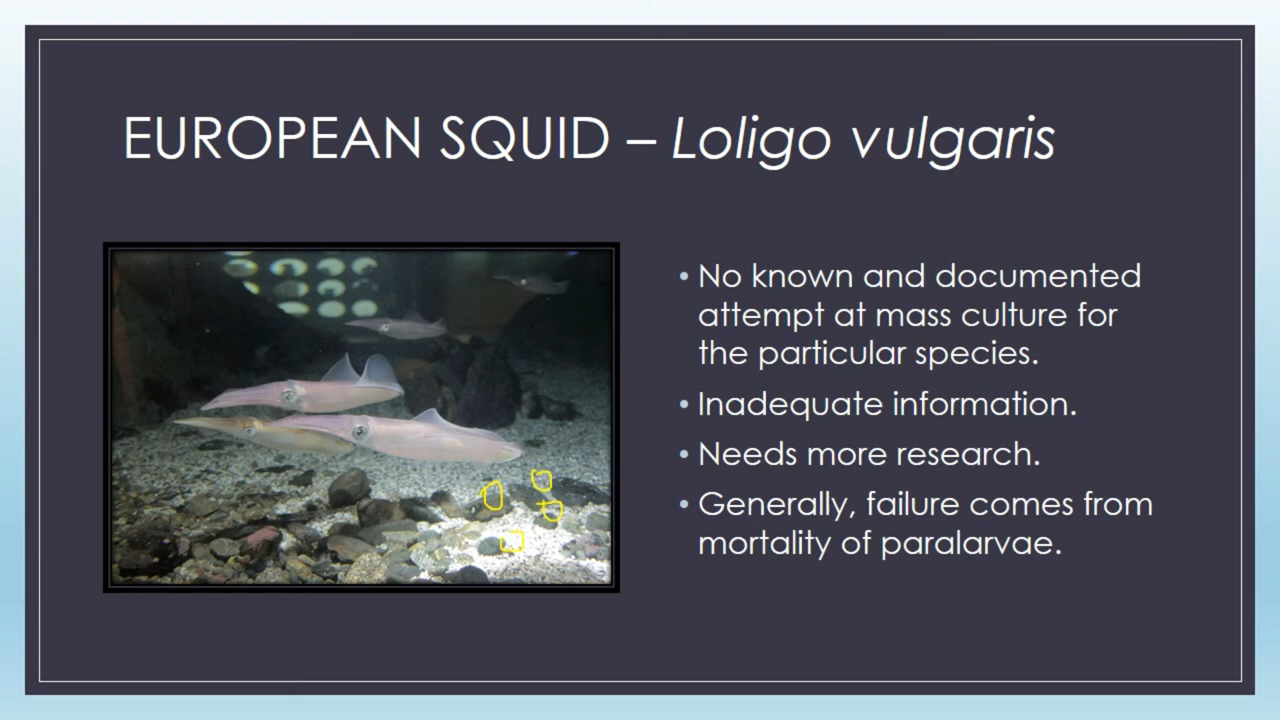 EUROPEAN SQUID – Loligo vulgaris
• No known and documented
attempt at mass culture for
the particular species.
• Inadequate information.
• Needs more research.
• Generally, failure comes from
mortality of paralarvae.